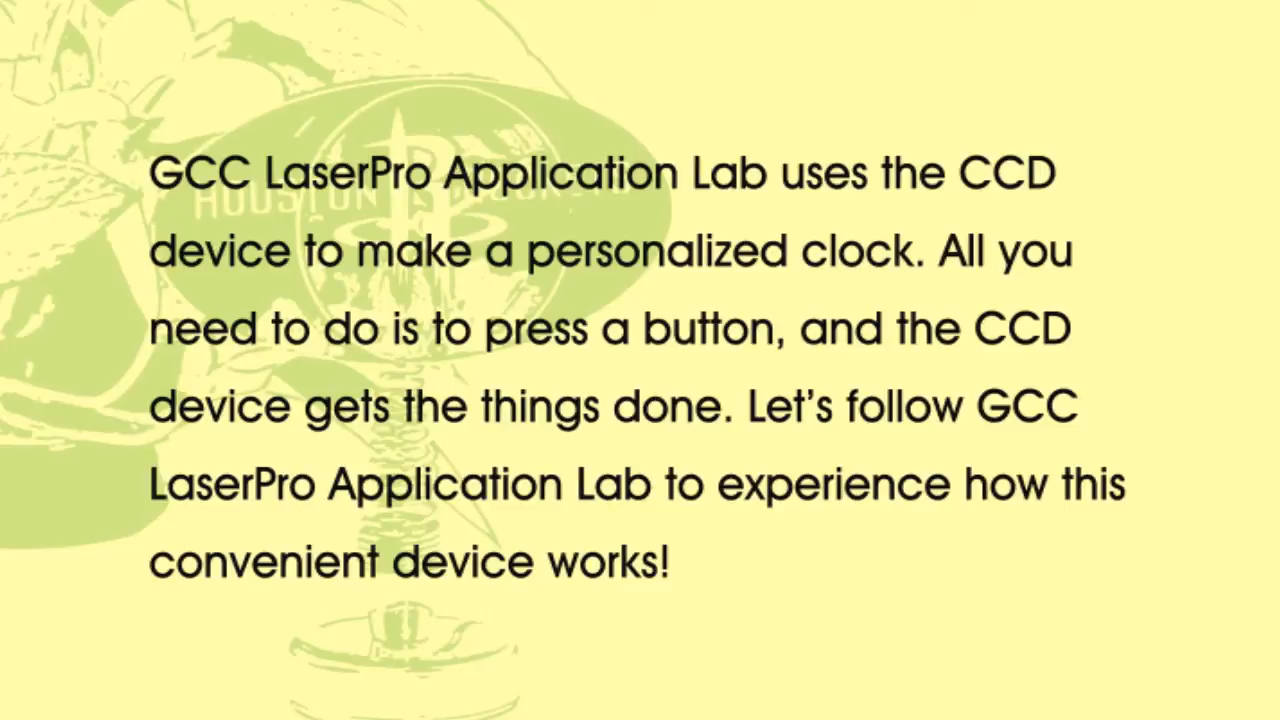 GCC LaserPro Application Lab uses the CCD
device to make a personalized clock. All you
need to do is to press a button, and the CCD
device gets the things done. Let’s follow GCC
LaserPro Application Lab to experience how this
convenient device works!
HOUSTON